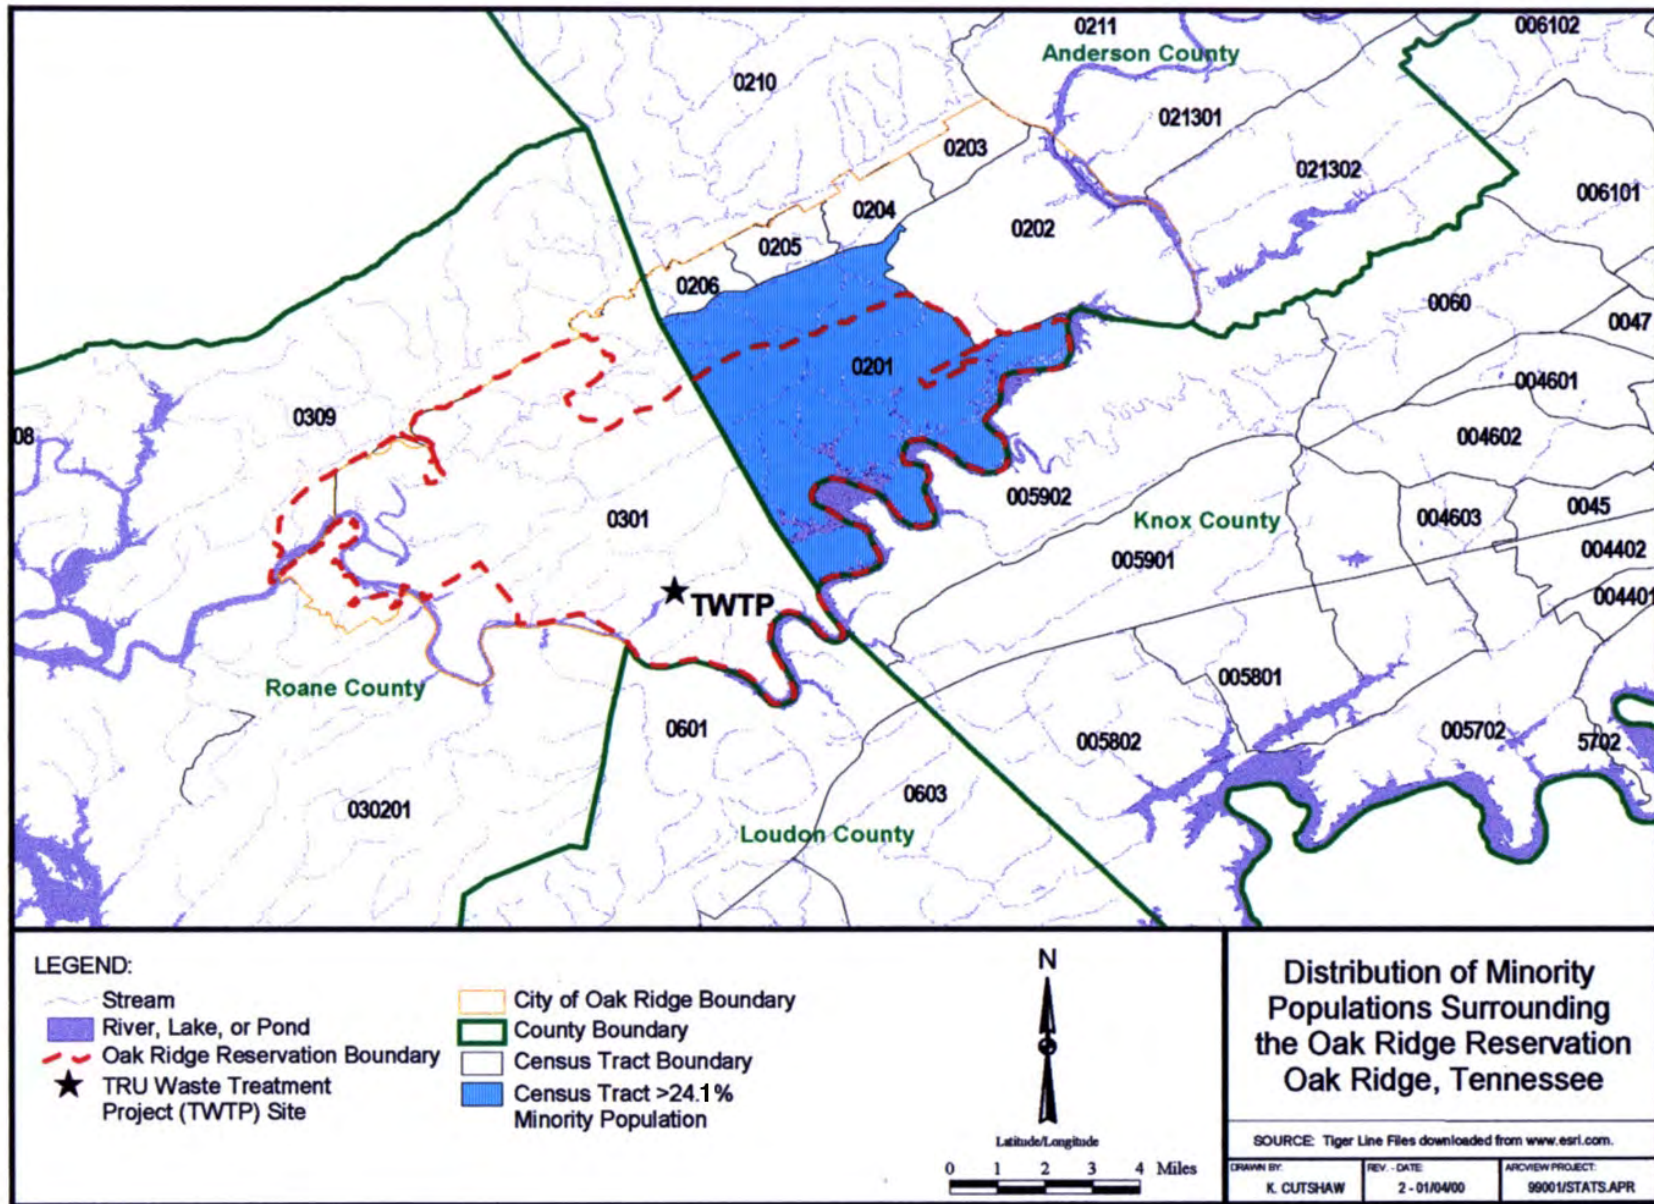 0211
006102
Anderson County
0210
021301
0203
021302
006101
0204
0202
0205
0206
0060
0047
0201
004601
0309
08
004602
005902
0301
Knox County
004603
0045
004402
005901
004401
TWTP
Roane County
005801
0601
005802
005702
5702
0603
030201
Loudon County
LEGEND:
Stream
River, Lake, or Pond
Oak Ridge Reservation Boundary
TRU Waste Treatment
Project (TWTP) Site
City of Oak Ridge Boundary
County Boundary
Census Tract Boundary
Census Tract >24.1%
Minority Population
N
Latitude/Longitude
0 1 2 3 4 Miles
Distribution of Minority
Populations Surrounding
the Oak Ridge Reservation
Oak Ridge, Tennessee
SOURCE: Tiger Line Files downloaded from www.esri.com.
DRAWN BY:
K. CUTSHAW
REV. - DATE:
2 - 01/04/00
ARCVIEW PROJECT:
99001/STATS.APR